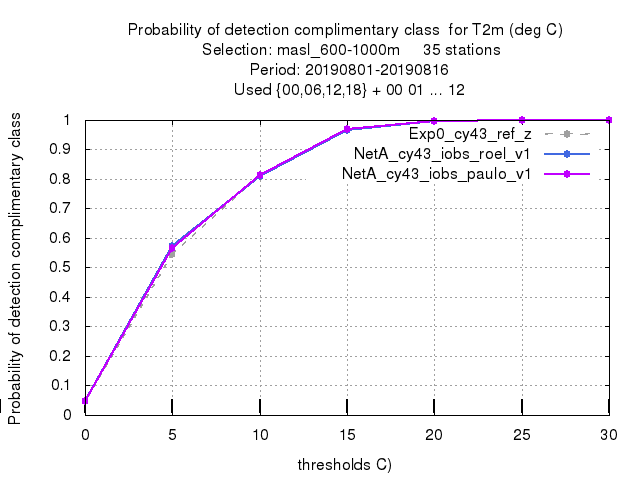 Probability of detection complimentary class  for T2m (deg C)
Selection: masl_600-1000m     35 stations
Period: 20190801-20190816
Used {00,06,12,18} + 00 01 ... 12
Probability of detection complimentary class
1
0.9
0.8
0.7
0.6
0.5
0.4
0.3
0.2
0.1
0
Exp0_cy43_ref_z
NetA_cy43_iobs_roel_v1
NetA_cy43_iobs_paulo_v1
0 5 10 15 20 25 30
thresholds C)